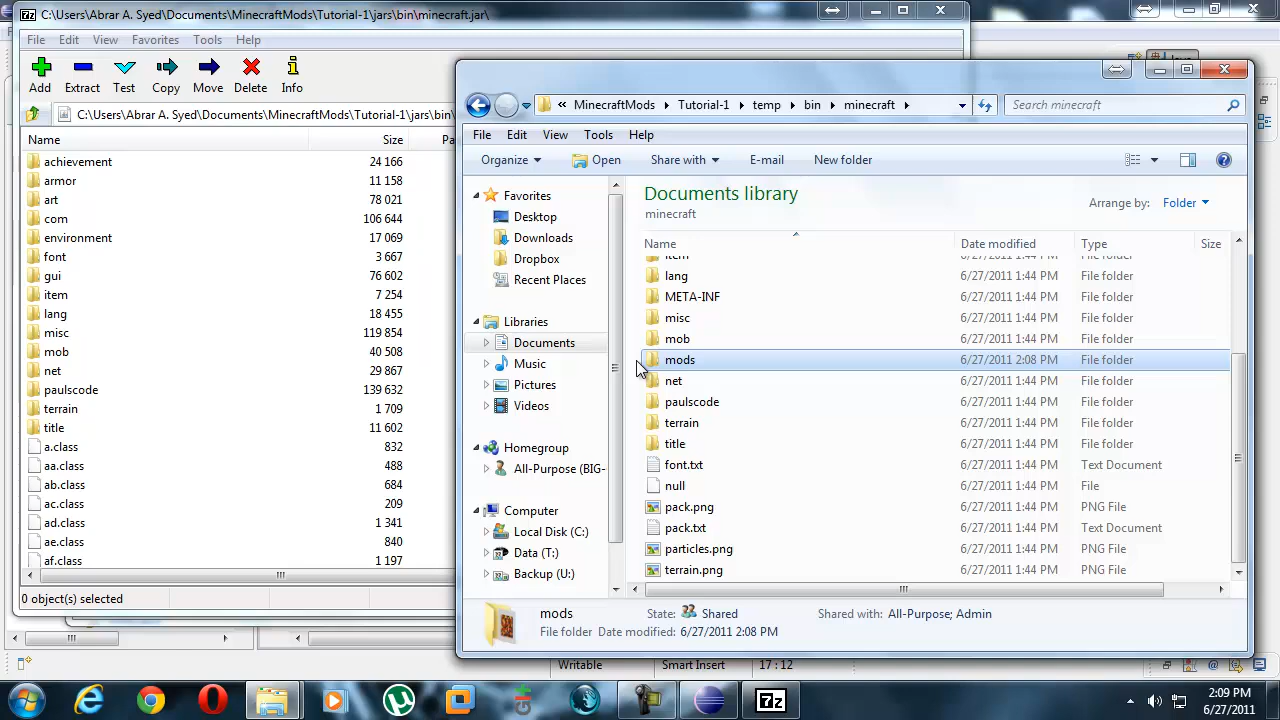 C:\Users\Abrar A. Syed\Documents\MinecraftMods\Tutorial-1\jars\bin\minecraft.jar\
File Edit View Favorites Tools Help
Add Extract Test Copy Move Delete Info
C:\Users\Abrar A. Syed\Documents\MinecraftMods\Tutorial-1\jars\bin\
Name Size
achievement 24 166
armor 11 158
art 78 021
com 106 644
environment 17 069
font 3 667
gui 76 602
item 7 254
lang 18 455
misc 119 854
mob 40 508
net 29 867
paulscode 139 632
terrain 1 709
title 11 602
a.class 832
aa.class 488
ab.class 684
ac.class 209
ad.class 1 341
ae.class 840
af.class 1 197
0 object(s) selected
« MinecraftMods Tutorial-1 temp bin minecraft
Search minecraft
File Edit View Tools Help
Organize Open Share with E-mail New folder
Favorites
Desktop
Downloads
Dropbox
Recent Places
Libraries
Documents
Music
Pictures
Videos
Homegroup
All-Purpose (BIG-
Computer
Local Disk (C:)
Data (T:)
Backup (U:)
Documents library
minecraft
Arrange by: Folder
Name Date modified Type Size
item 6/27/2011 1:44 PM File folder
lang 6/27/2011 1:44 PM File folder
META-INF 6/27/2011 1:44 PM File folder
misc 6/27/2011 1:44 PM File folder
mob 6/27/2011 1:44 PM File folder
mods 6/27/2011 2:08 PM File folder
net 6/27/2011 1:44 PM File folder
paulscode 6/27/2011 1:44 PM File folder
terrain 6/27/2011 1:44 PM File folder
title 6/27/2011 1:44 PM File folder
font.txt 6/27/2011 1:44 PM Text Document
null 6/27/2011 1:44 PM File
pack.png 6/27/2011 1:44 PM PNG File
pack.txt 6/27/2011 1:44 PM Text Document
particles.png 6/27/2011 1:44 PM PNG File
terrain.png 6/27/2011 1:44 PM PNG File
mods State: Shared Shared with: All-Purpose; Admin
File folder Date modified: 6/27/2011 2:08 PM
Writable Smart Insert 17 : 12
2:09 PM
6/27/2011